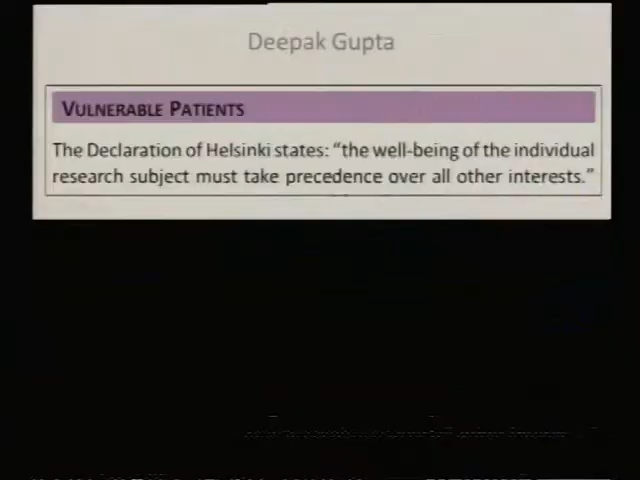 Deepak Gupta
VULNERABLE PATIENTS
The Declaration of Helsinki states: “the well-being of the individual
research subject must take precedence over all other interests.”